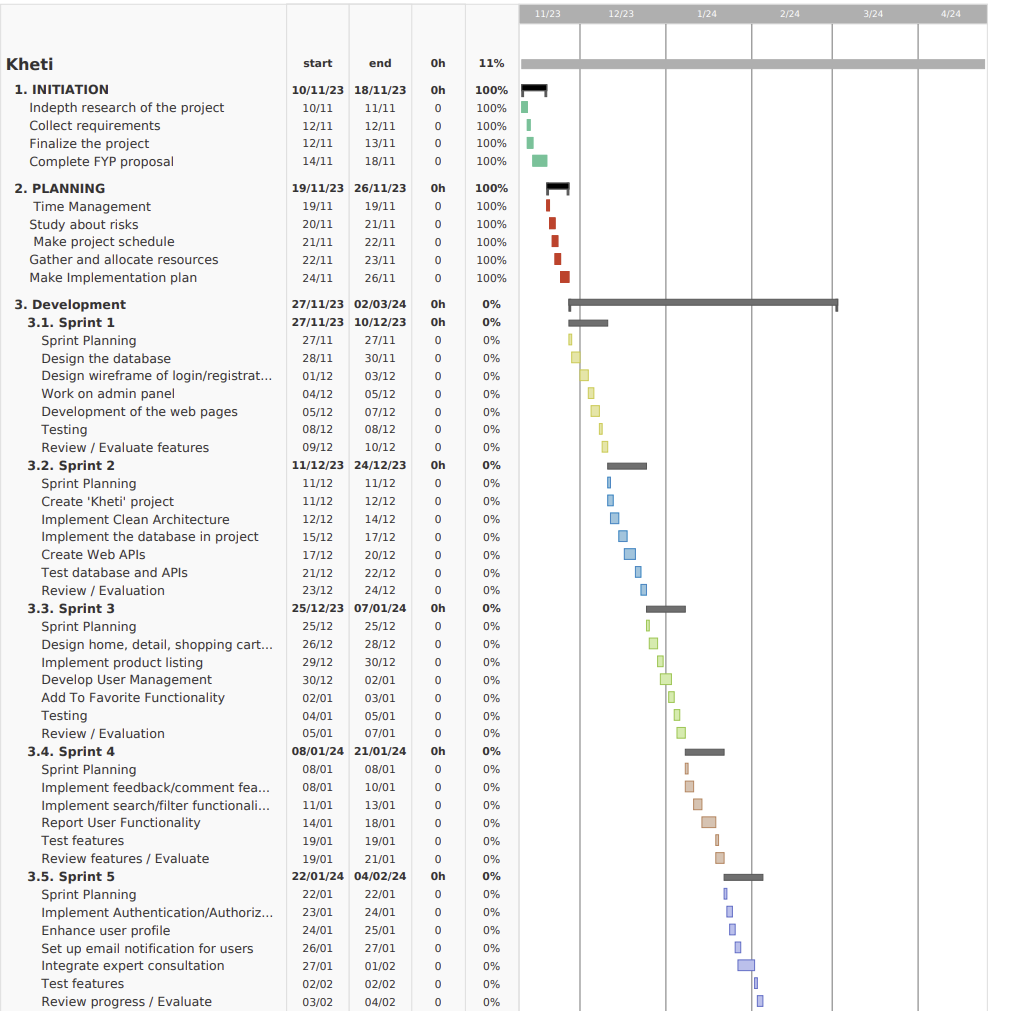 11/23 12/23 1/24 2/24 3/24 4/24
Kheti start end 0h 11%
1. INITIATION 10/11/23 18/11/23 0h 100%
Indepth research of the project 10/11 11/11 0 100%
Collect requirements 12/11 12/11 0 100%
Finalize the project 12/11 13/11 0 100%
Complete FYP proposal 14/11 18/11 0 100%
2. PLANNING 19/11/23 26/11/23 0h 100%
Time Management 19/11 19/11 0 100%
Study about risks 20/11 21/11 0 100%
Make project schedule 21/11 22/11 0 100%
Gather and allocate resources 22/11 23/11 0 100%
Make Implementation plan 24/11 26/11 0 100%
3. Development 27/11/23 02/03/24 0h 0%
3.1. Sprint 1 27/11/23 10/12/23 0h 0%
Sprint Planning 27/11 27/11 0 0%
Design the database 28/11 30/11 0 0%
Design wireframe of login/registrat... 01/12 03/12 0 0%
Work on admin panel 04/12 05/12 0 0%
Development of the web pages 05/12 07/12 0 0%
Testing 08/12 08/12 0 0%
Review / Evaluate features 09/12 10/12 0 0%
3.2. Sprint 2 11/12/23 24/12/23 0h 0%
Sprint Planning 11/12 11/12 0 0%
Create 'Kheti' project 11/12 12/12 0 0%
Implement Clean Architecture 12/12 14/12 0 0%
Implement the database in project 15/12 17/12 0 0%
Create Web APIs 17/12 20/12 0 0%
Test database and APIs 21/12 22/12 0 0%
Review / Evaluation 23/12 24/12 0 0%
3.3. Sprint 3 25/12/23 07/01/24 0h 0%
Sprint Planning 25/12 25/12 0 0%
Design home, detail, shopping cart... 26/12 28/12 0 0%
Implement product listing 29/12 30/12 0 0%
Develop User Management 30/12 02/01 0 0%
Add To Favorite Functionality 02/01 03/01 0 0%
Testing 04/01 05/01 0 0%
Review / Evaluation 05/01 07/01 0 0%
3.4. Sprint 4 08/01/24 21/01/24 0h 0%
Sprint Planning 08/01 08/01 0 0%
Implement feedback/comment fea... 08/01 10/01 0 0%
Implement search/filter functionali... 11/01 13/01 0 0%
Report User Functionality 14/01 18/01 0 0%
Test features 19/01 19/01 0 0%
Review features / Evaluate 19/01 21/01 0 0%
3.5. Sprint 5 22/01/24 04/02/24 0h 0%
Sprint Planning 22/01 22/01 0 0%
Implement Authentication/Authoriz... 23/01 24/01 0 0%
Enhance user profile 24/01 25/01 0 0%
Set up email notification for users 26/01 27/01 0 0%
Integrate expert consultation 27/01 01/02 0 0%
Test features 02/02 02/02 0 0%
Review progress / Evaluate 03/02 04/02 0 0%